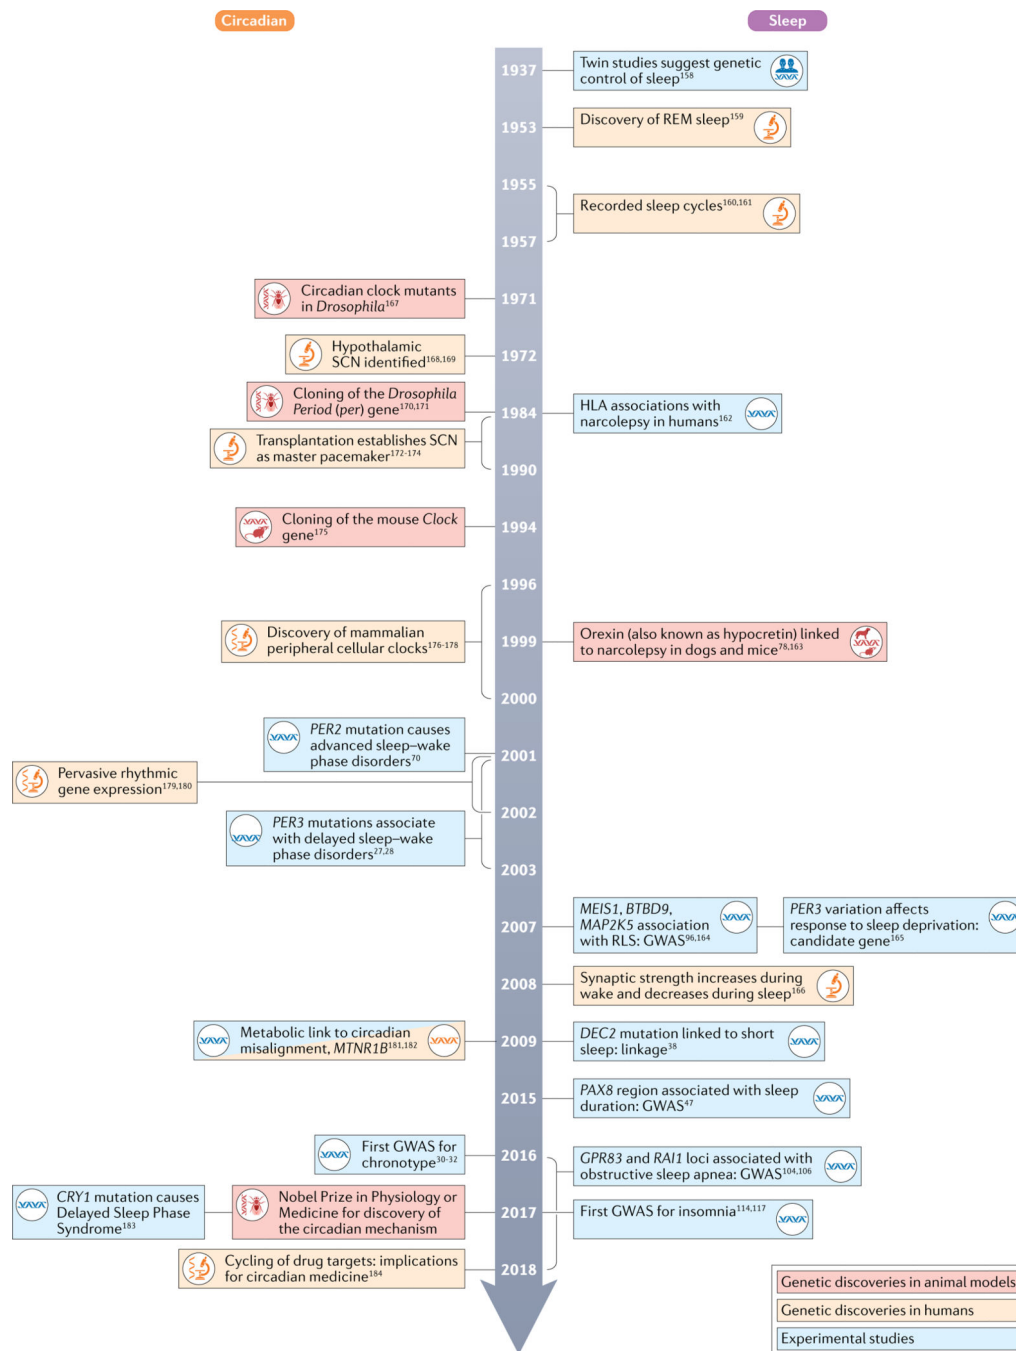 Circadian
Sleep
1937
Twin studies suggest genetic
control of sleep158
1953
Discovery of REM sleep159
1955
Recorded sleep cycles160,161
1957
Circadian clock mutants
in Drosophila167
1971
Hypothalamic
SCN identified168,169
1972
Cloning of the Drosophila
Period (per) gene170,171
1984
HLA associations with
narcolepsy in humans162
Transplantation establishes SCN
as master pacemaker172-174
1990
Cloning of the mouse Clock
gene175
1994
1996
Discovery of mammalian
peripheral cellular clocks176-178
1999
Orexin (also known as hypocretin) linked
to narcolepsy in dogs and mice78,163
2000
PER2 mutation causes
advanced sleep–wake
phase disorders70
2001
Pervasive rhythmic
gene expression179,180
2002
PER3 mutations associate
with delayed sleep–wake
phase disorders27,28
2003
2007
MEIS1, BTBD9,
MAP2K5 association
with RLS: GWAS96,164
PER3 variation affects
response to sleep deprivation:
candidate gene165
2008
Synaptic strength increases during
wake and decreases during sleep166
Metabolic link to circadian
misalignment, MTNR1B181,182
2009
DEC2 mutation linked to short
sleep: linkage38
2015
PAX8 region associated with sleep
duration: GWAS47
First GWAS for
chronotype30-32
2016
GPR83 and RAI1 loci associated with
obstructive sleep apnea: GWAS104,106
CRY1 mutation causes
Delayed Sleep Phase
Syndrome183
Nobel Prize in Physiology or
Medicine for discovery of
the circadian mechanism
2017
First GWAS for insomnia114,117
Cycling of drug targets: implications
for circadian medicine184
2018
Genetic discoveries in animal models
Genetic discoveries in humans
Experimental studies